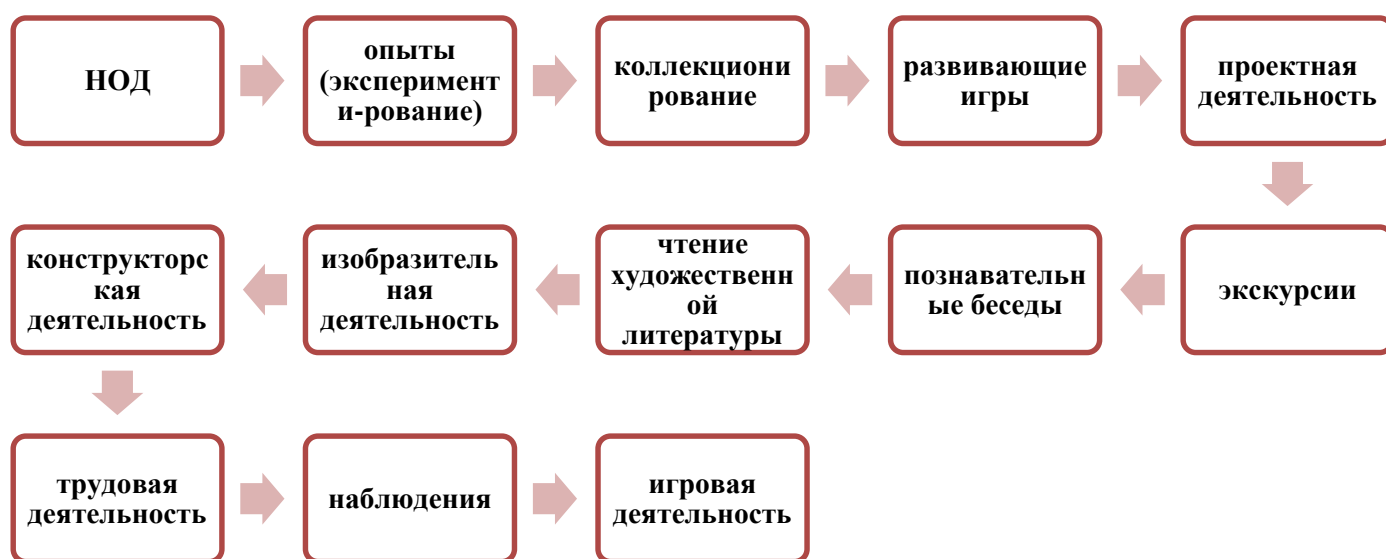 НОД
опыты
(эксперимент
и-рование)
коллекциони
рование
развивающие
игры
проектная
деятельность
экскурсии
познавательн
ые беседы
чтение
художественн
ой
литературы
изобразитель
ная
деятельность
конструкторс
кая
деятельность
трудовая
деятельность
наблюдения
игровая
деятельность